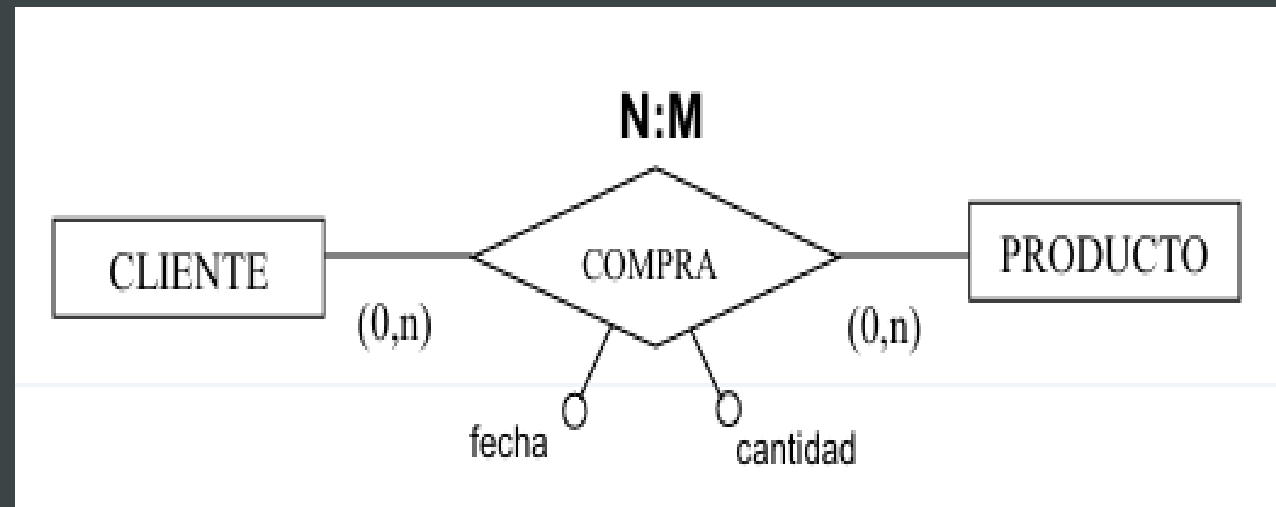 N:M
CLIENTE
COMPRA
PRODUCTO
(0,n)
(0,n)
fecha
cantidad